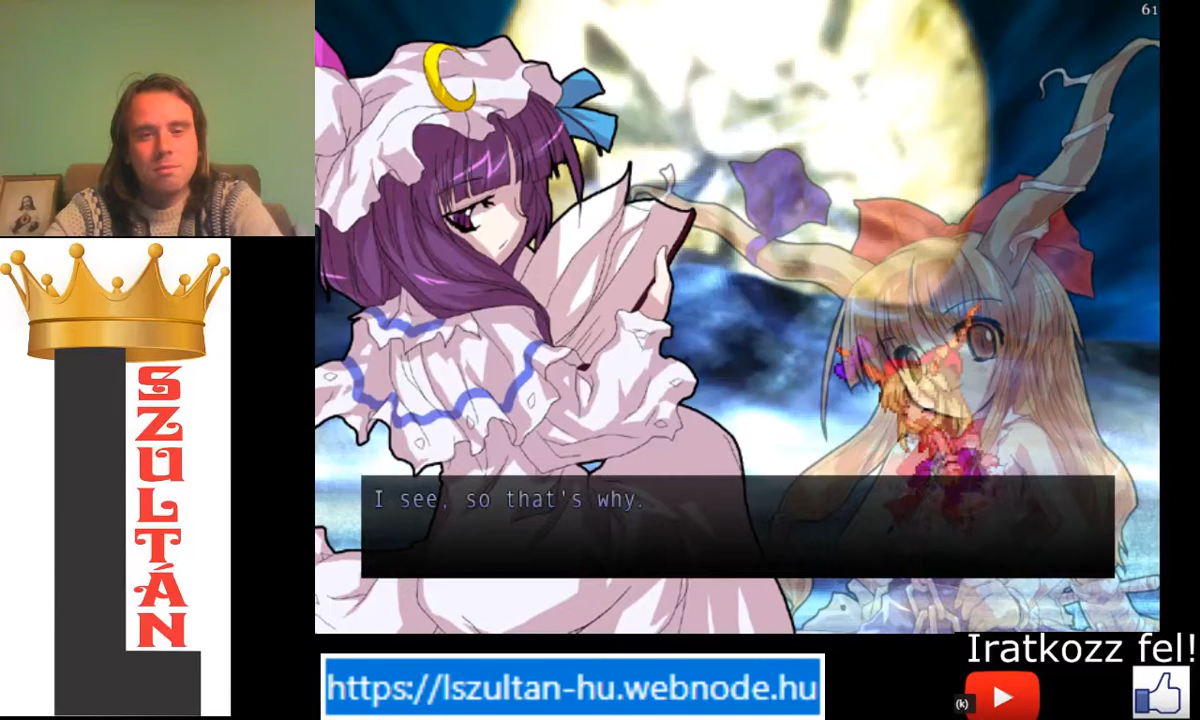 61
I see, so that's why.
L
SZULTÁN
https://lszultan-hu.webnode.hu
Iratkozz fel!
(k)